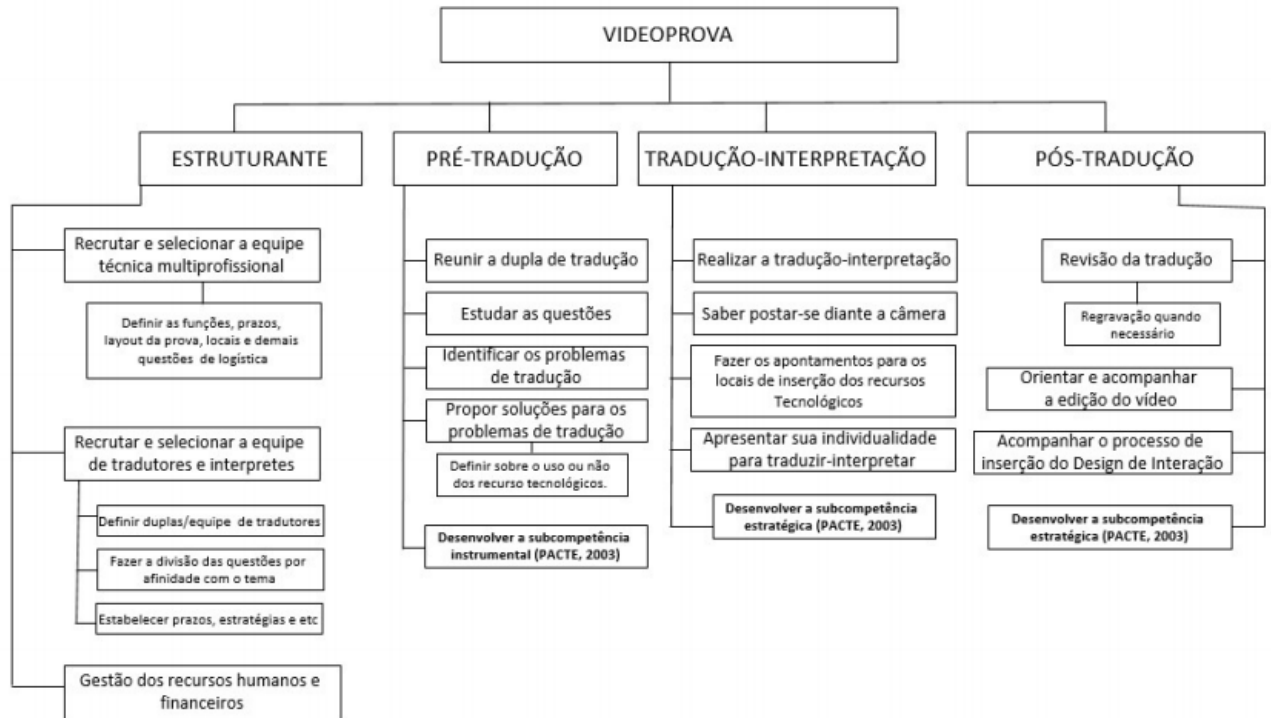 VIDEOPROVA
ESTRUTURANTE
Recrutar e selecionar a equipe
técnica multiprofissional
Definir as funções, prazos,
layout da prova, locais e demais
questões de logística
Recrutar e selecionar a equipe
de tradutores e interpretes
Definir duplas/equipe de tradutores
Fazer a divisão das questões por
afinidade com o tema
Estabelecer prazos, estratégias e etc
Gestão dos recursos humanos e
financeiros
PRÉ-TRADUÇÃO
Reunir a dupla de tradução
Estudar as questões
Identificar os problemas
de tradução
Propor soluções para os
problemas de tradução
Definir sobre o uso ou não
dos recurso tecnológicos.
Desenvolver a subcompetência
instrumental (PACTE, 2003)
TRADUÇÃO-INTERPRETAÇÃO
Realizar a tradução-interpretação
Saber postar-se diante a câmera
Fazer os apontamentos para os
locais de inserção dos recursos
Tecnológicos
Apresentar sua individualidade
para traduzir-interpretar
Desenvolver a subcompetência
estratégica (PACTE, 2003)
PÓS-TRADUÇÃO
Revisão da tradução
Regravação quando
necessário
Orientar e acompanhar
a edição do vídeo
Acompanhar o processo de
inserção do Design de Interação
Desenvolver a subcompetência
estratégica (PACTE, 2003)